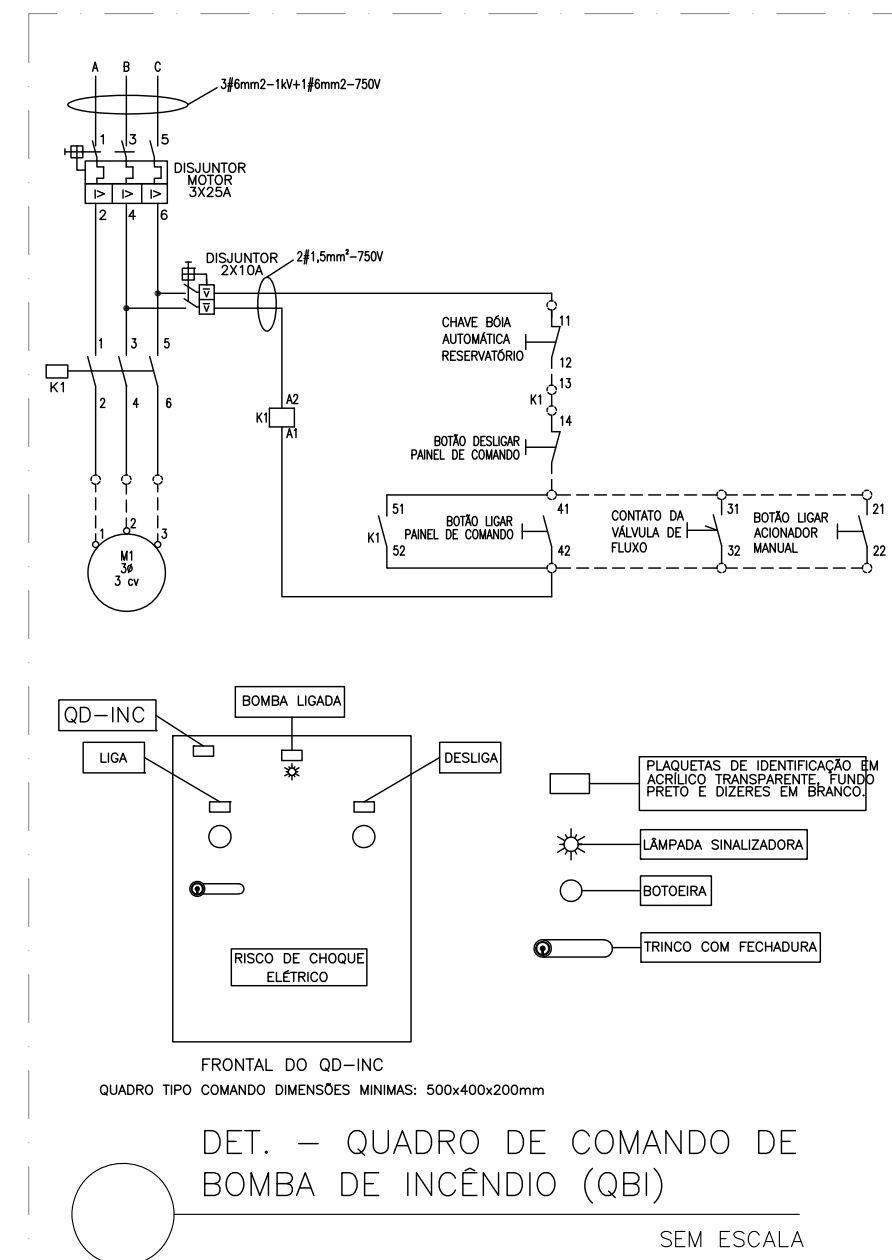 A B C
3#6mm2-1kV+1#6mm2-750V
1 3 5
DISJUNTOR
MOTOR
3X25A
I> I> I>
2 4 6
DISJUNTOR
2X10A
2#1,5mm²-750V
CHAVE BÓIA
AUTOMÁTICA
RESERVATÓRIO
11
12
13
K1
14
1 3 5
K1
2 4 6
A2
K1
A1
BOTÃO DESLIGAR
PAINEL DE COMANDO
51
K1
52
BOTÃO LIGAR
PAINEL DE COMANDO
41
42
CONTATO DA
VÁLVULA DE
FLUXO
31
32
BOTÃO LIGAR
ACIONADOR
MANUAL
21
22
1 2 3
M1
3ø
3 cv
QD-INC
BOMBA LIGADA
LIGA
DESLIGA
RISCO DE CHOQUE
ELÉTRICO
PLAQUETAS DE IDENTIFICAÇÃO EM
ACRÍLICO TRANSPARENTE, FUNDO
PRETO E DIZERES EM BRANCO.
LÂMPADA SINALIZADORA
BOTOEIRA
TRINCO COM FECHADURA
FRONTAL DO QD-INC
QUADRO TIPO COMANDO DIMENSÕES MINIMAS: 500x400x200mm
DET. - QUADRO DE COMANDO DE
BOMBA DE INCÊNDIO (QBI)
SEM ESCALA